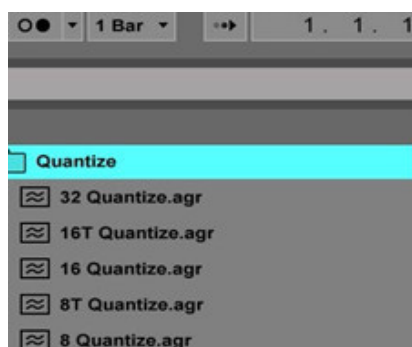 1 Bar 1. 1. 1
Quantize
32 Quantize.agr
16T Quantize.agr
16 Quantize.agr
8T Quantize.agr
8 Quantize.agr